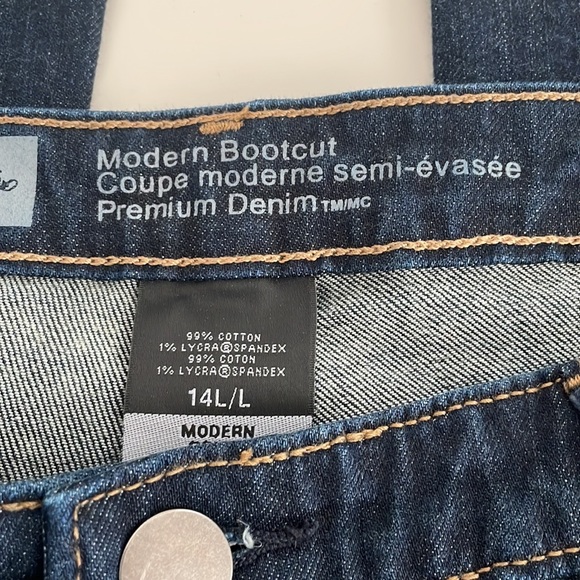 Modern Bootcut
Coupe moderne semi-évasée
Premium Denim TM/MC
99% COTTON
1% LYCRA®SPANDEX
99% COTON
1% LYCRA®SPANDEX
14L/L
MODERN